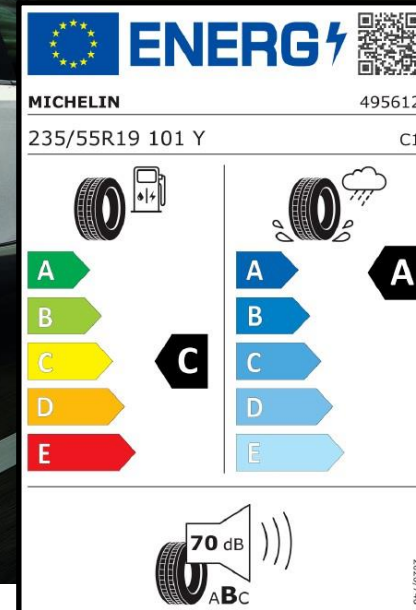 ENERG
MICHELIN 495612
235/55R19 101 Y C1
A A A
B B
C C C
D D
E E
70 dB
ABC